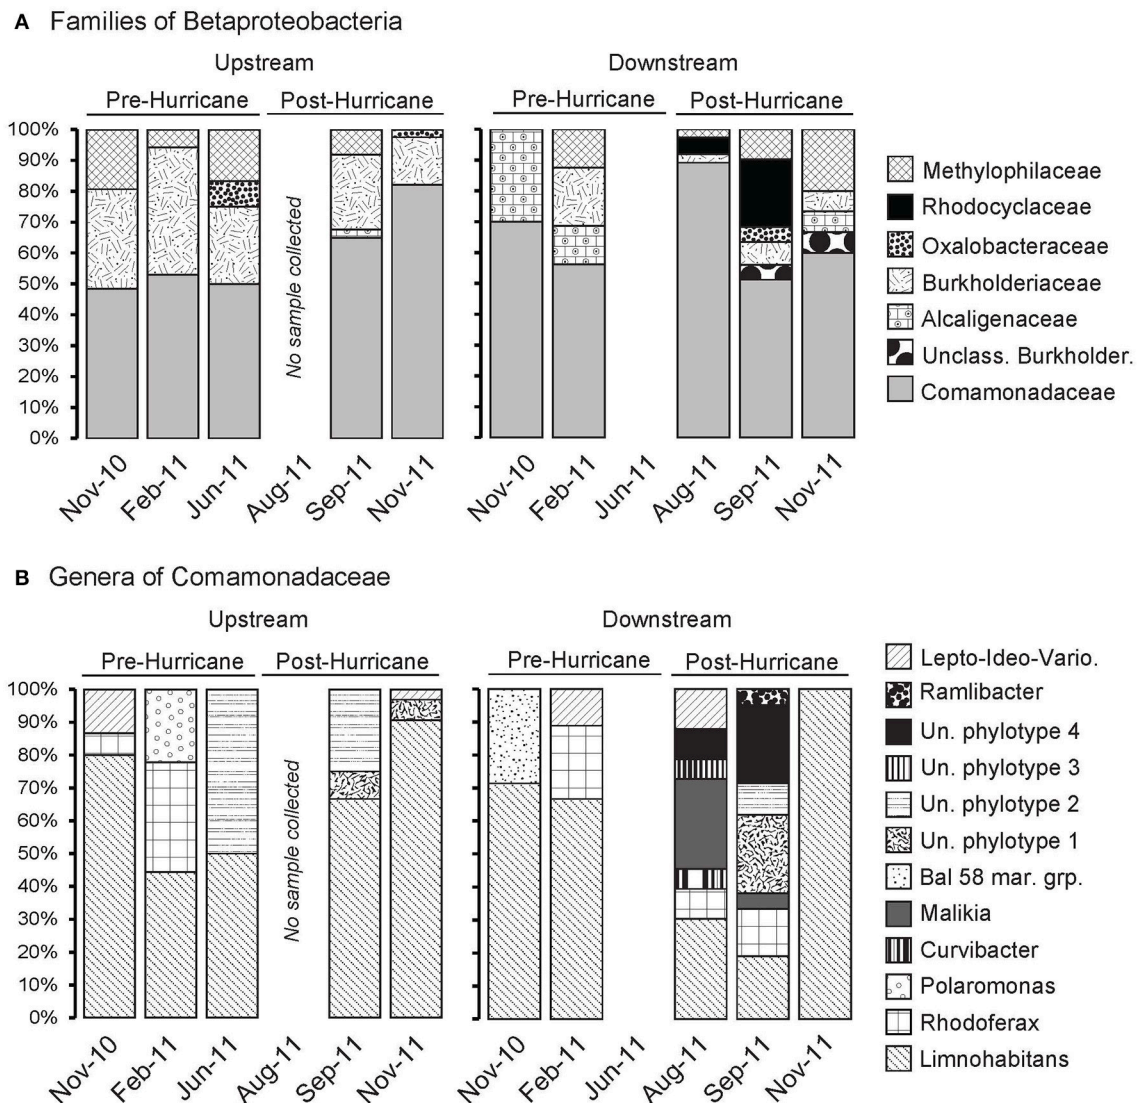 A Families of Betaproteobacteria
Upstream
Downstream
Pre-Hurricane
Post-Hurricane
Pre-Hurricane
Post-Hurricane
100%
90%
80%
70%
60%
50%
40%
30%
20%
10%
0%
No sample collected
Methylophilaceae
Rhodocyclaceae
Oxalobacteraceae
Burkholderiaceae
Alcaligenaceae
Unclass. Burkholder.
Comamonadaceae
Nov-10
Feb-11
Jun-11
Aug-11
Sep-11
Nov-11
Nov-10
Feb-11
Jun-11
Aug-11
Sep-11
Nov-11
B Genera of Comamonadaceae
Upstream
Downstream
Pre-Hurricane
Post-Hurricane
Pre-Hurricane
Post-Hurricane
100%
90%
80%
70%
60%
50%
40%
30%
20%
10%
0%
No sample collected
Lepto-Ideo-Vario.
Ramlibacter
Un. phylotype 4
Un. phylotype 3
Un. phylotype 2
Un. phylotype 1
Bal 58 mar. grp.
Malikia
Curvibacter
Polaromonas
Rhodoferax
Limnohabitans
Nov-10
Feb-11
Jun-11
Aug-11
Sep-11
Nov-11
Nov-10
Feb-11
Jun-11
Aug-11
Sep-11
Nov-11